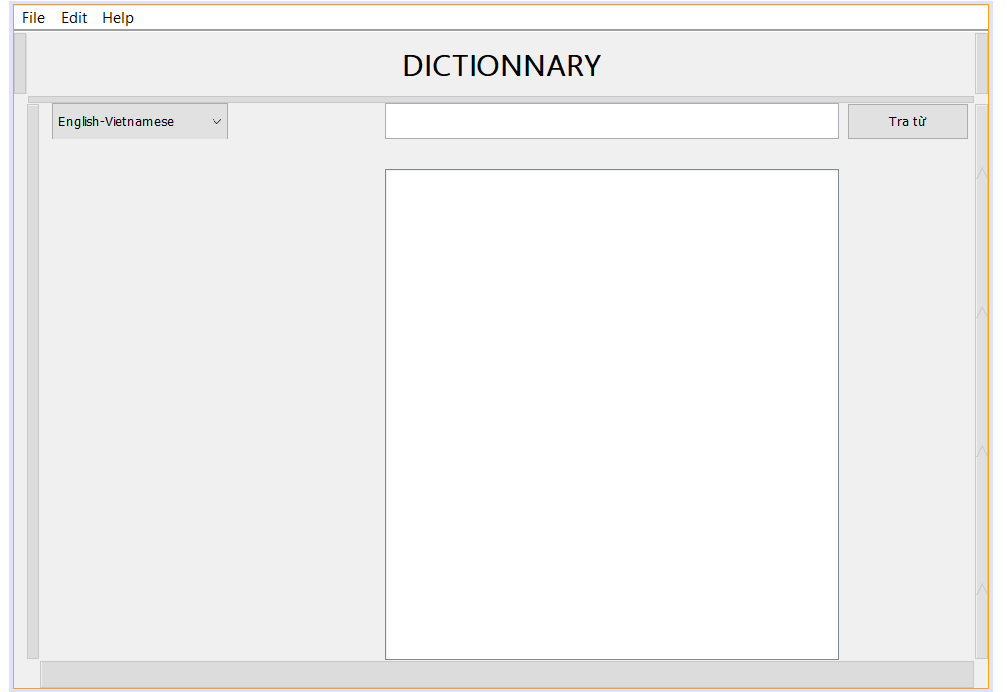 File Edit Help
DICTIONNARY
English-Vietnamese Tra từ